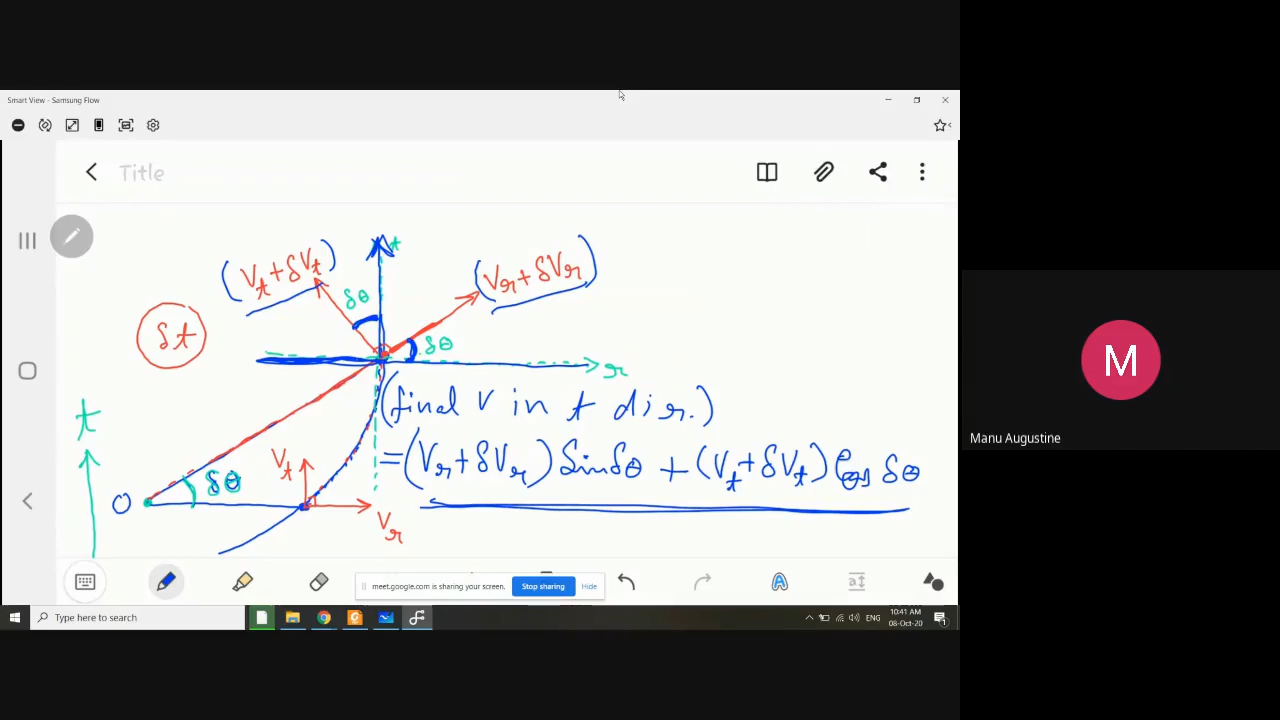 Smart View - Samsung Flow
Title
(Vt+δVt)
t
(Vr+δVr)
δθ
δt
δθ
r
t
(final V in t dir.)
Vt
=(Vr+δVr) Sinδθ + (Vt+δVt) Cos δθ
δθ
O
Vr
Manu Augustine
M
meet.google.com is sharing your screen.
Stop sharing
Hide
Type here to search
ENG
10:41 AM
08-Oct-20
1